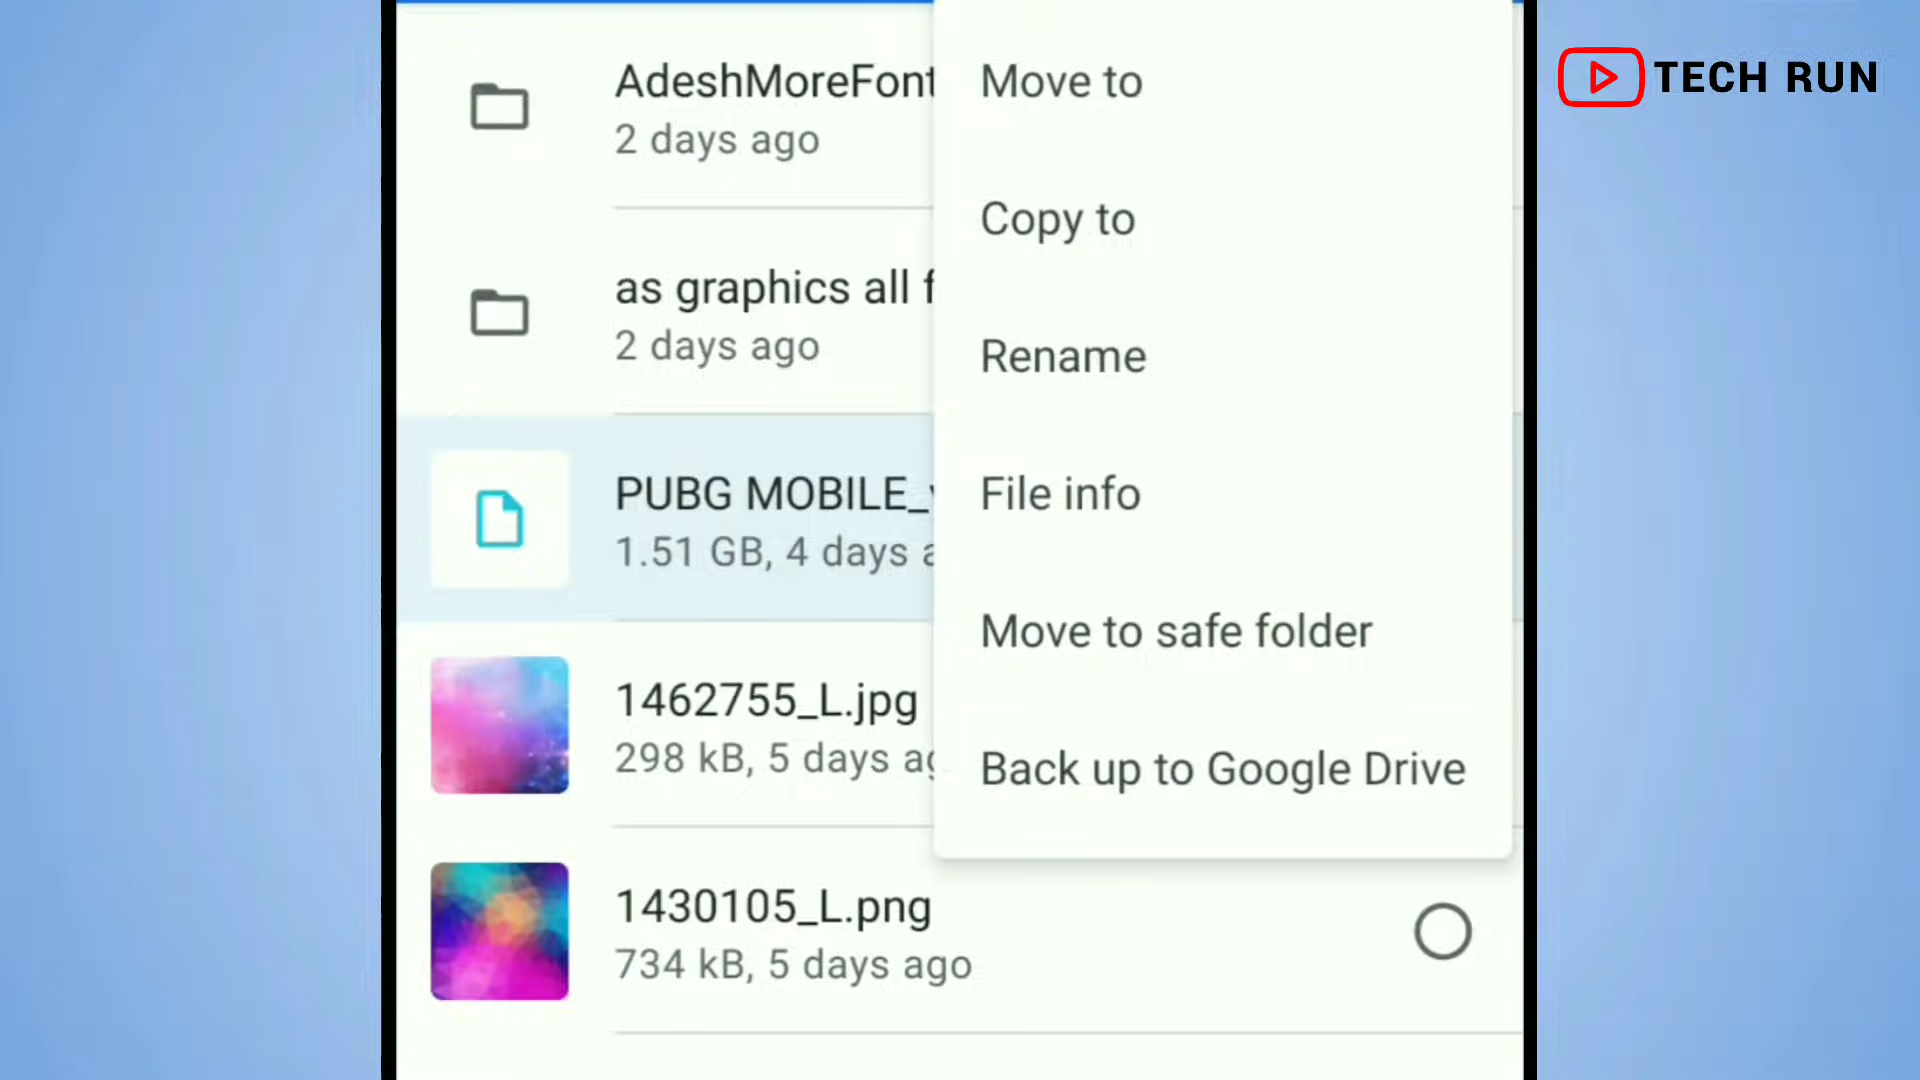 TECH RUN
AdeshMoreFont
2 days ago
as graphics all
2 days ago
PUBG MOBILE_
1.51 GB, 4 days
1462755_L.jpg
298 kB, 5 days
1430105_L.png
734 kB, 5 days ago
Move to
Copy to
Rename
File info
Move to safe folder
Back up to Google Drive